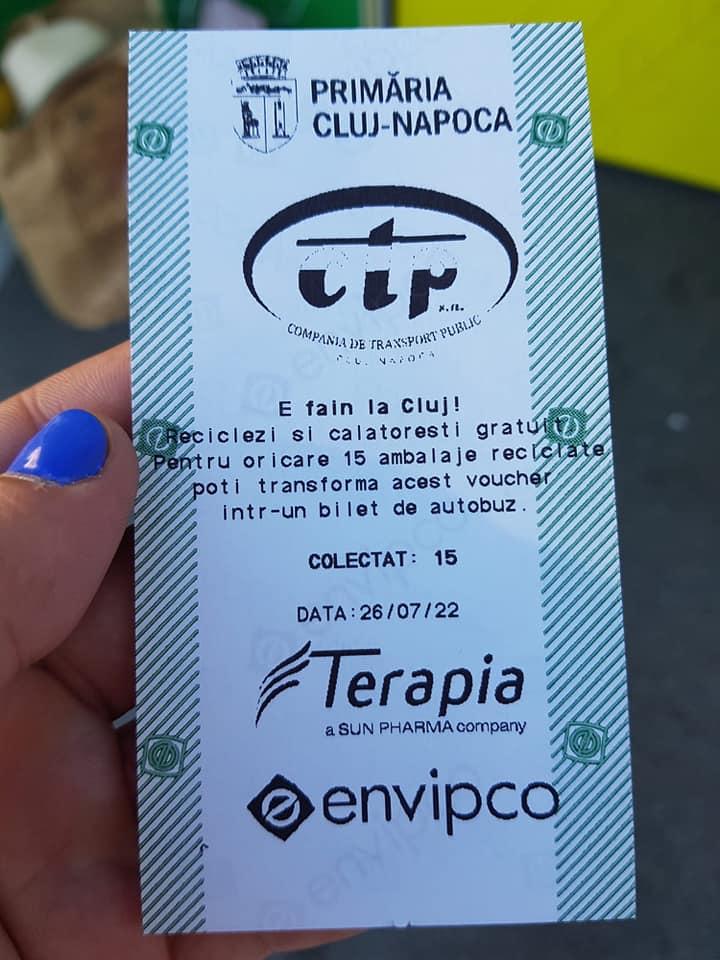 PRIMĂRIA
CLUJ-NAPOCA
ctp
COMPANIA DE TRANSPORT PUBLIC
E fain la Cluj!
Reciclezi si calatoresti gratuit!
Pentru oricare 15 ambalaje reciclate
poti transforma acest voucher
intr-un bilet de autobuz.
COLECTAT: 15
DATA:26/07/22
Terapia
a SUN PHARMA company
envipco